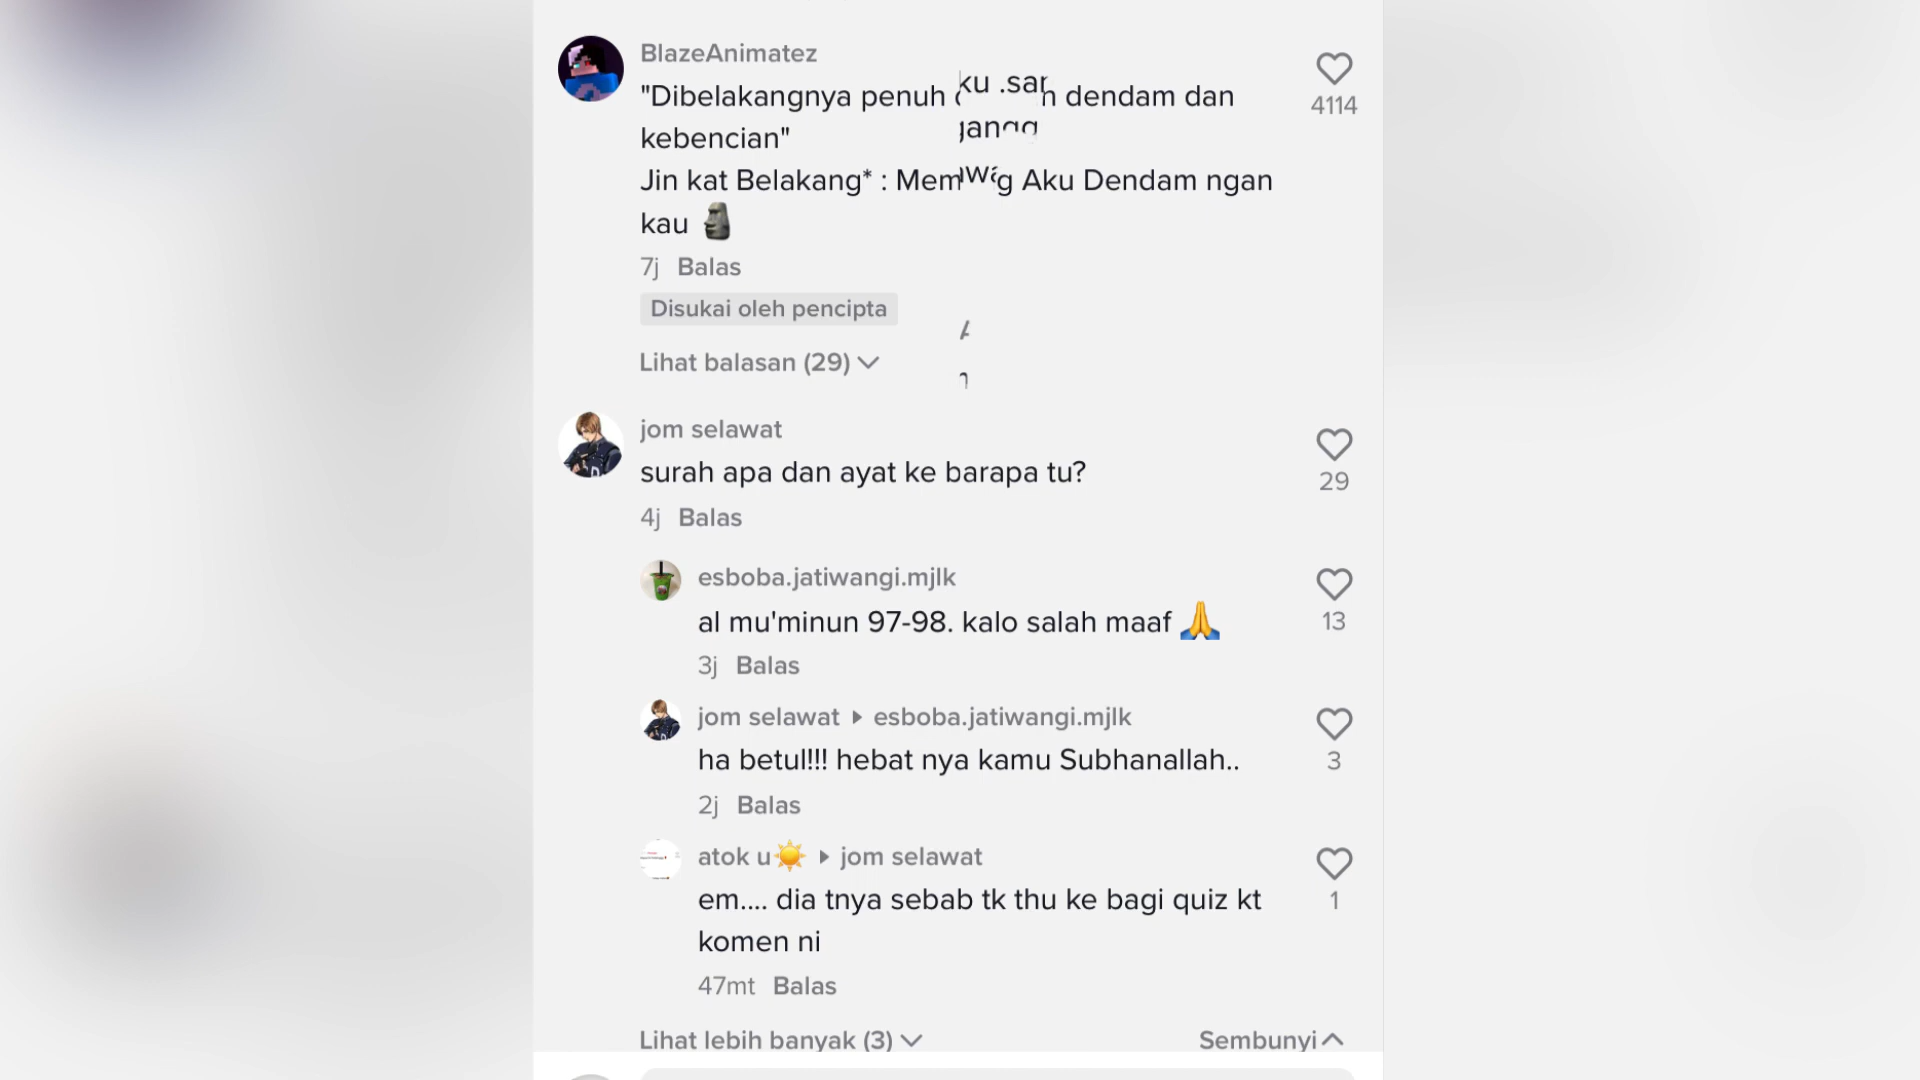 BlazeAnimatez
"Dibelakangnya penuh dendam dan
kebencian"
Jin kat Belakang* : Aku Dendam ngan
kau 🗿
4114
7j Balas
Disukai oleh pencipta
Lihat balasan (29)
jom selawat
surah apa dan ayat ke barapa tu?
29
4j Balas
esboba.jatiwangi.mjlk
al mu'minun 97-98. kalo salah maaf 🙏
13
3j Balas
jom selawat ▸ esboba.jatiwangi.mjlk
ha betul!!! hebat nya kamu Subhanallah..
3
2j Balas
atok u☀️ ▸ jom selawat
em.... dia tnya sebab tk thu ke bagi quiz kt
komen ni
1
47mt Balas
Lihat lebih banyak (3) Sembunyi